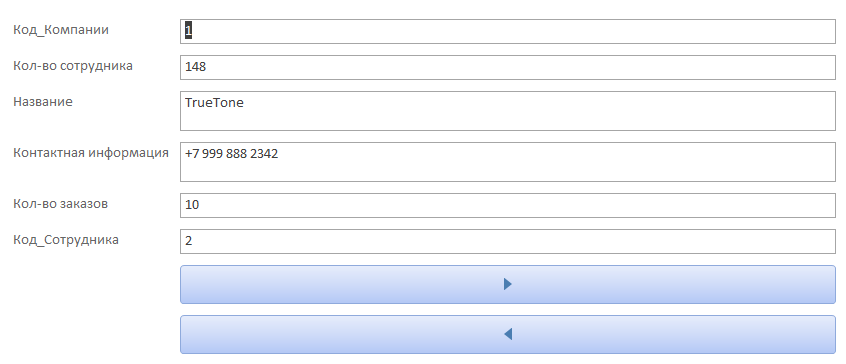 Код_Компании 1
Кол-во сотрудника 148
Название TrueTone
Контактная информация +7 999 888 2342
Кол-во заказов 10
Код_Сотрудника 2